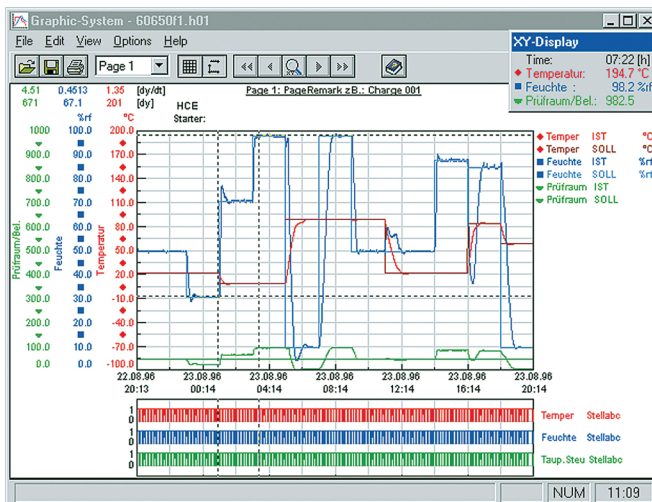 Graphic-System - 60650f1.h01
File Edit View Options Help
Page 1
XY-Display
Time: 07:22 [h]
Temperatur: 194.7 °C
Feuchte : 98.2 %rf
Prüfraum/Bel.: 982.5
4.51 0.4513 1.35 [dy/dt]
671 67.1 201 [dy]
Page 1: PageRemark zB.: Charge 001
HCE
Starter:
%rf °C
1000 100.0 200.0
900.0 90.0 170.0
800.0 80.0 140.0
700.0 70.0 110.0
600.0 60.0 80.0
500.0 50.0 50.0
400.0 40.0 20.0
300.0 30.0 -10.0
200.0 20.0 -40.0
100.0 10.0 -70.0
0.0 0.0 -100.0
Prüfraum/Bel.
Feuchte
Temperatur
Temper IST °C
Temper SOLL °C
Feuchte IST %rf
Feuchte SOLL %rf
Prüfraum IST
Prüfraum SOLL
22.08.96 23.08.96 23.08.96 23.08.96 23.08.96 23.08.96 23.08.96
20:13 00:14 04:14 08:14 12:14 16:14 20:14
1
0
Temper Stellabc
1
0
Feuchte Stellabc
1
0
Taup.Steu Stellabc
NUM 11:09